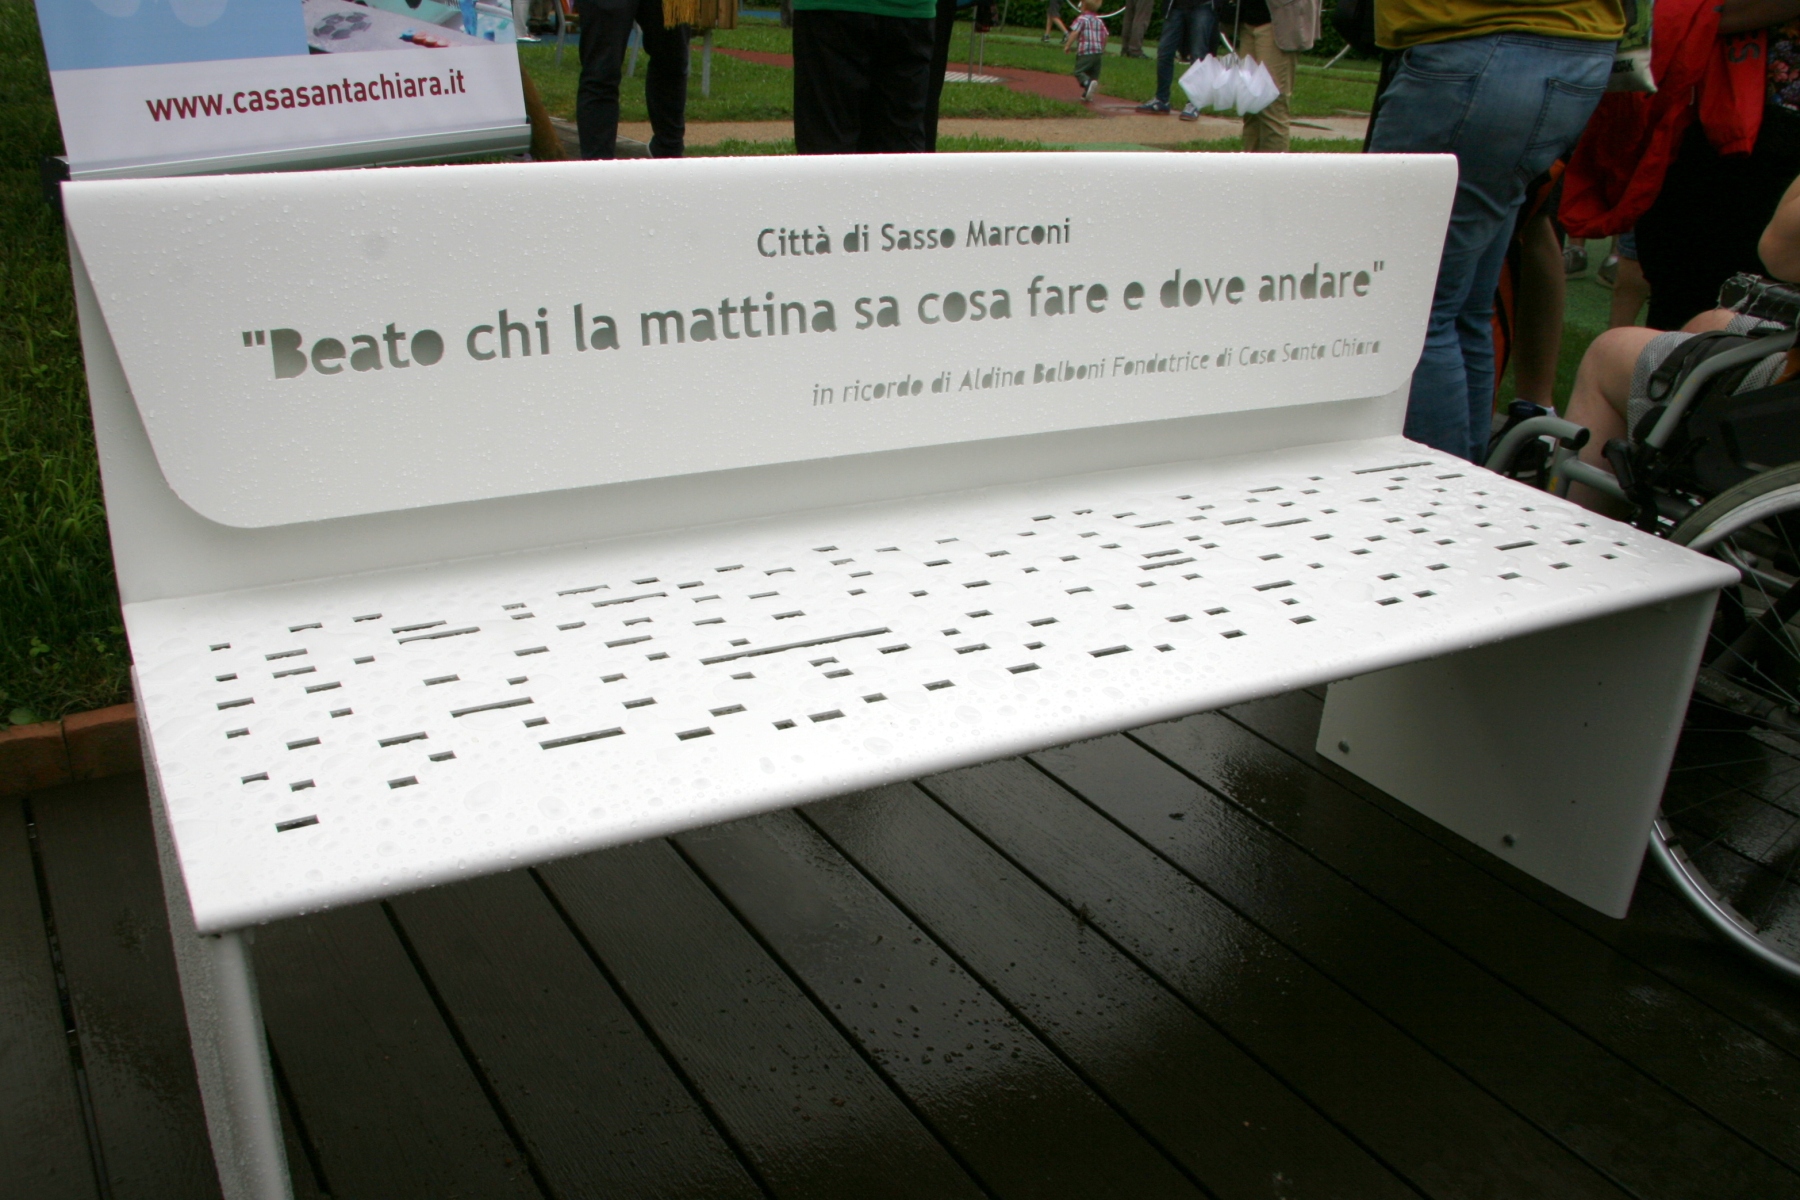 www.casasantachiara.it
Città di Sasso Marconi
"Beato chi la mattina sa cosa fare e dove andare"
in ricordo di Aldina Balboni Fondatrice di Casa Santa Chiara